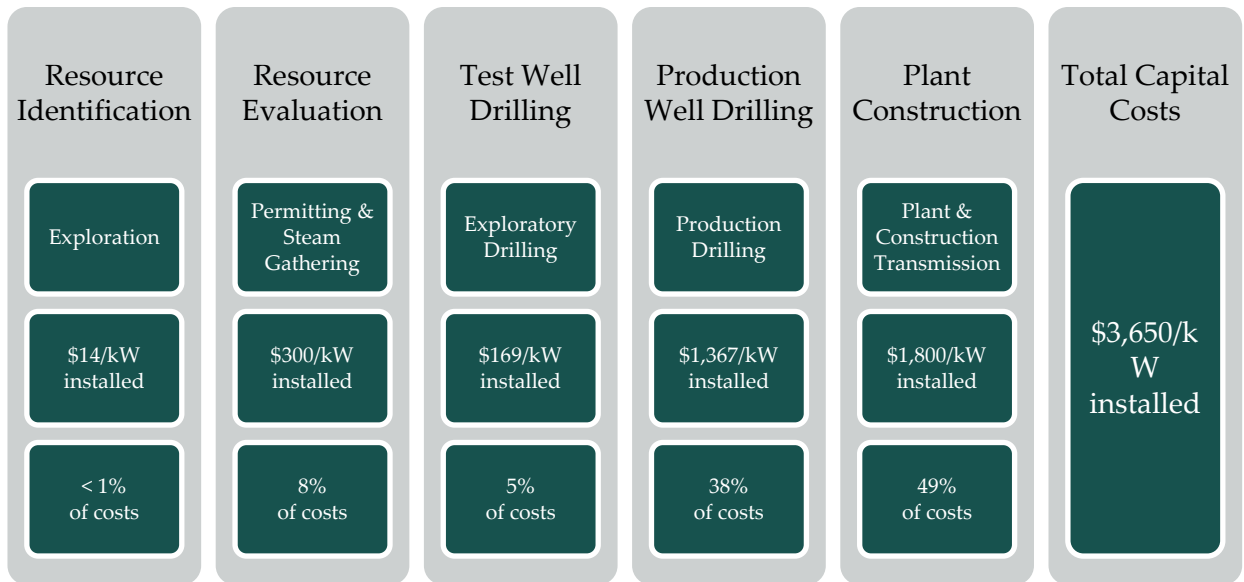 Resource
Identification
Exploration
$14/kW
installed
< 1%
of costs
Resource
Evaluation
Permitting &
Steam
Gathering
$300/kW
installed
8%
of costs
Test Well
Drilling
Exploratory
Drilling
$169/kW
installed
5%
of costs
Production
Well Drilling
Production
Drilling
$1,367/kW
installed
38%
of costs
Plant
Construction
Plant &
Construction
Transmission
$1,800/kW
installed
49%
of costs
Total Capital
Costs
$3,650/k
W
installed